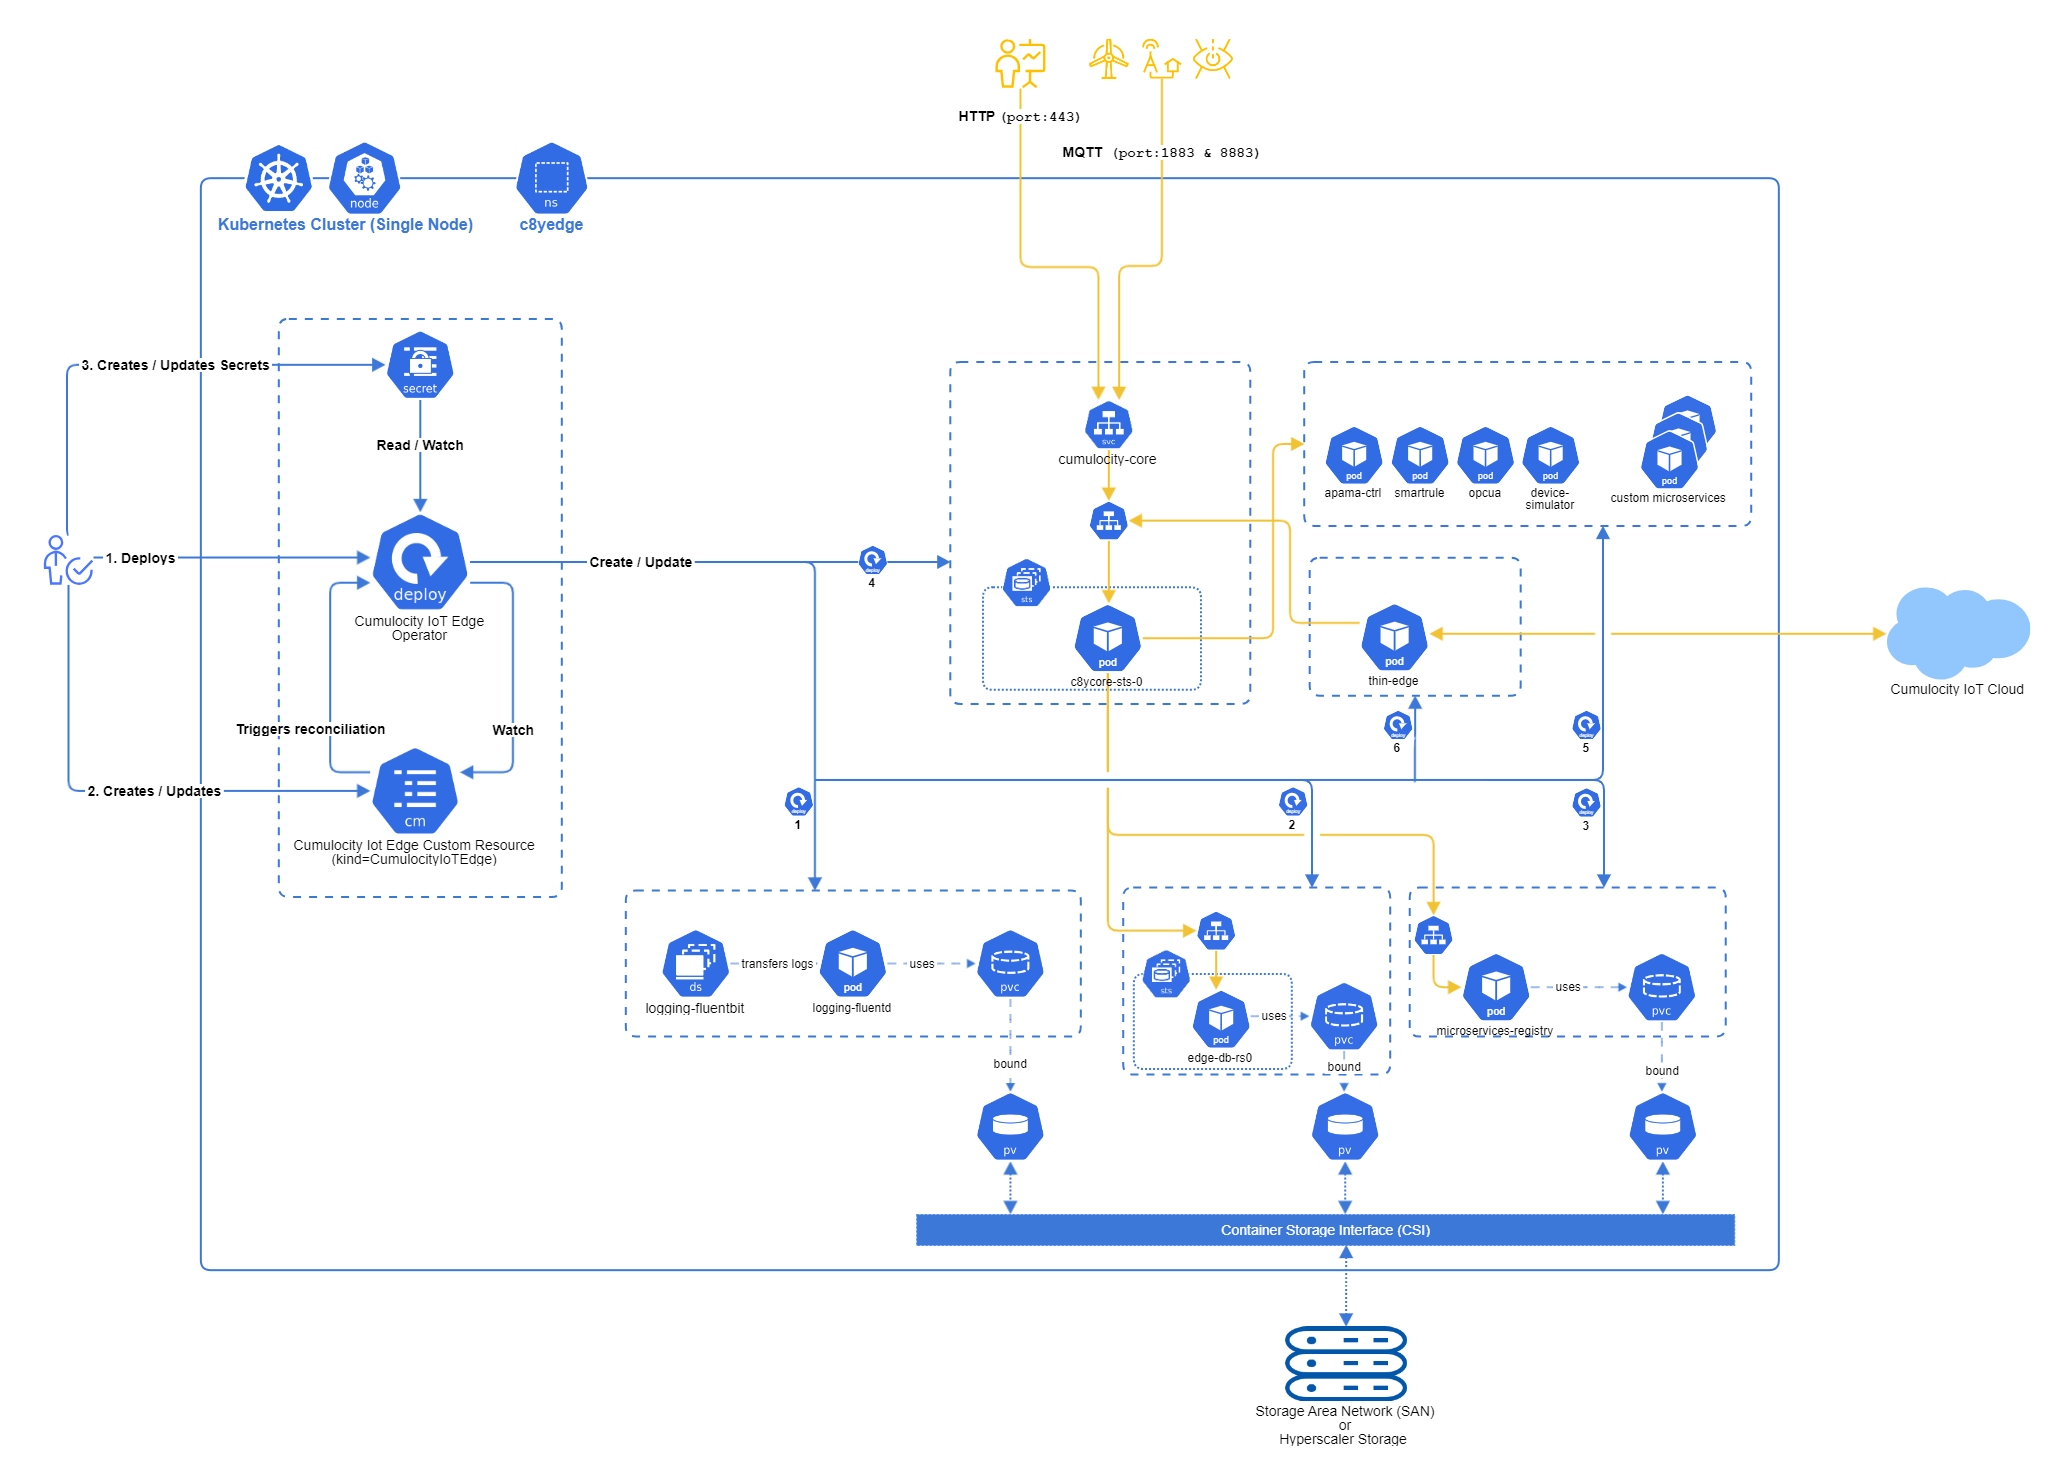 HTTP (port:443)
MQTT (port:1883 & 8883)
node
ns
Kubernetes Cluster (Single Node)
c8yedge
3. Creates / Updates Secrets
secret
Read / Watch
1. Deploys
deploy
Cumulocity IoT Edge
Operator
Create / Update
deploy
4
Triggers reconciliation
Watch
2. Creates / Updates
cm
Cumulocity Iot Edge Custom Resource
(kind=CumulocityIoTEdge)
svc
cumulocity-core
sts
pod
c8ycore-sts-0
pod
apama-ctrl
pod
smartrule
pod
opcua
pod
device-
simulator
pod
custom microservices
pod
thin-edge
Cumulocity IoT Cloud
deploy
6
deploy
5
deploy
1
deploy
2
deploy
3
ds
logging-fluentbit
transfers logs
pod
logging-fluentd
uses
pvc
bound
pv
sts
pod
edge-db-rs0
uses
pvc
bound
pv
pod
microservices-registry
uses
pvc
bound
pv
Container Storage Interface (CSI)
Storage Area Network (SAN)
or
Hyperscaler Storage